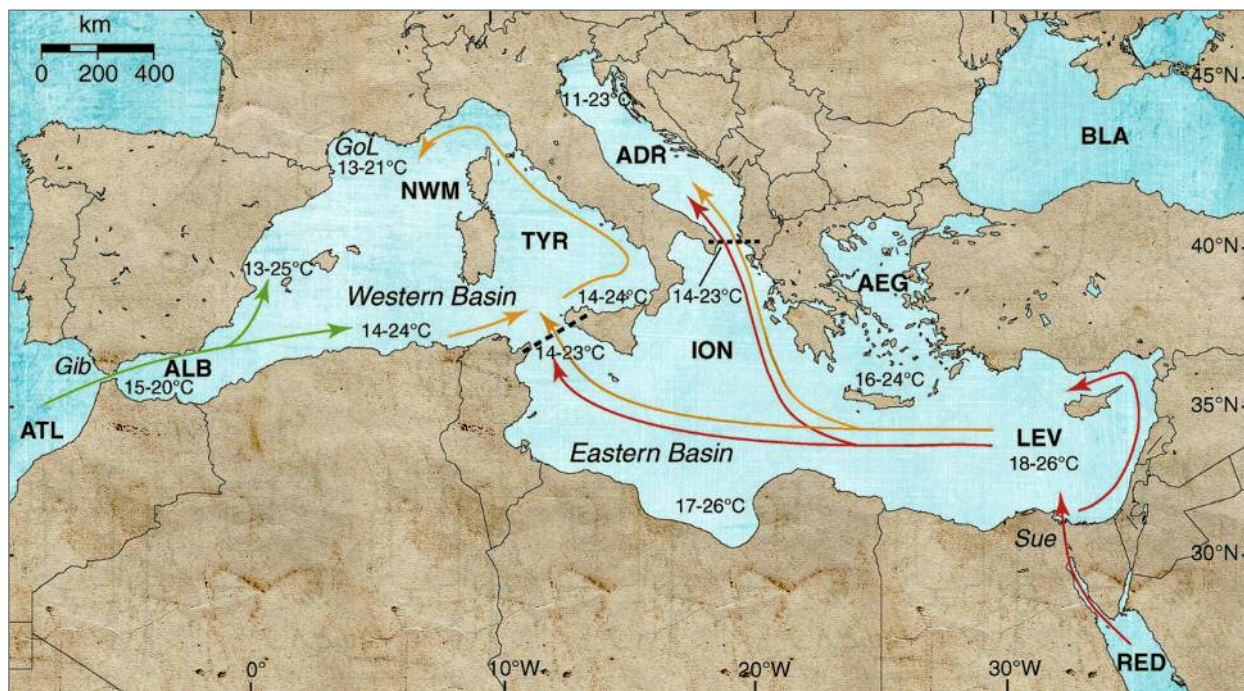 km
0 200 400
45°N
11-23°C
BLA
GoL
13-21°C
ADR
NWM
TYR
40°N
13-25°C
AEG
Western Basin
14-24°C
14-23°C
14-24°C
14-23°C
ION
Gib
ALB
15-20°C
16-24°C
35°N
ATL
LEV
Eastern Basin
18-26°C
17-26°C
Sue
30°N
0°
10°W
20°W
30°W
RED